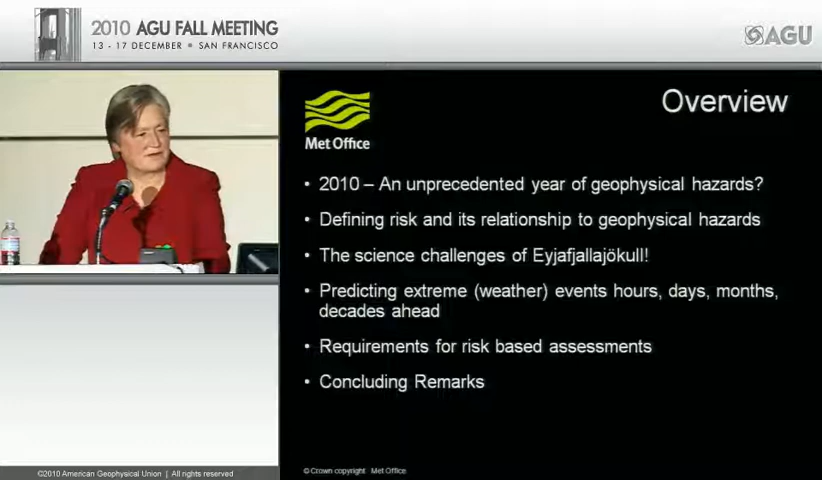 2010 AGU FALL MEETING
13 - 17 DECEMBER • SAN FRANCISCO
AGU
Met Office
Overview
• 2010 – An unprecedented year of geophysical hazards?
• Defining risk and its relationship to geophysical hazards
• The science challenges of Eyjafjallajökull!
• Predicting extreme (weather) events hours, days, months,
decades ahead
• Requirements for risk based assessments
• Concluding Remarks
©2010 American Geophysical Union | All rights reserved
© Crown copyright Met Office